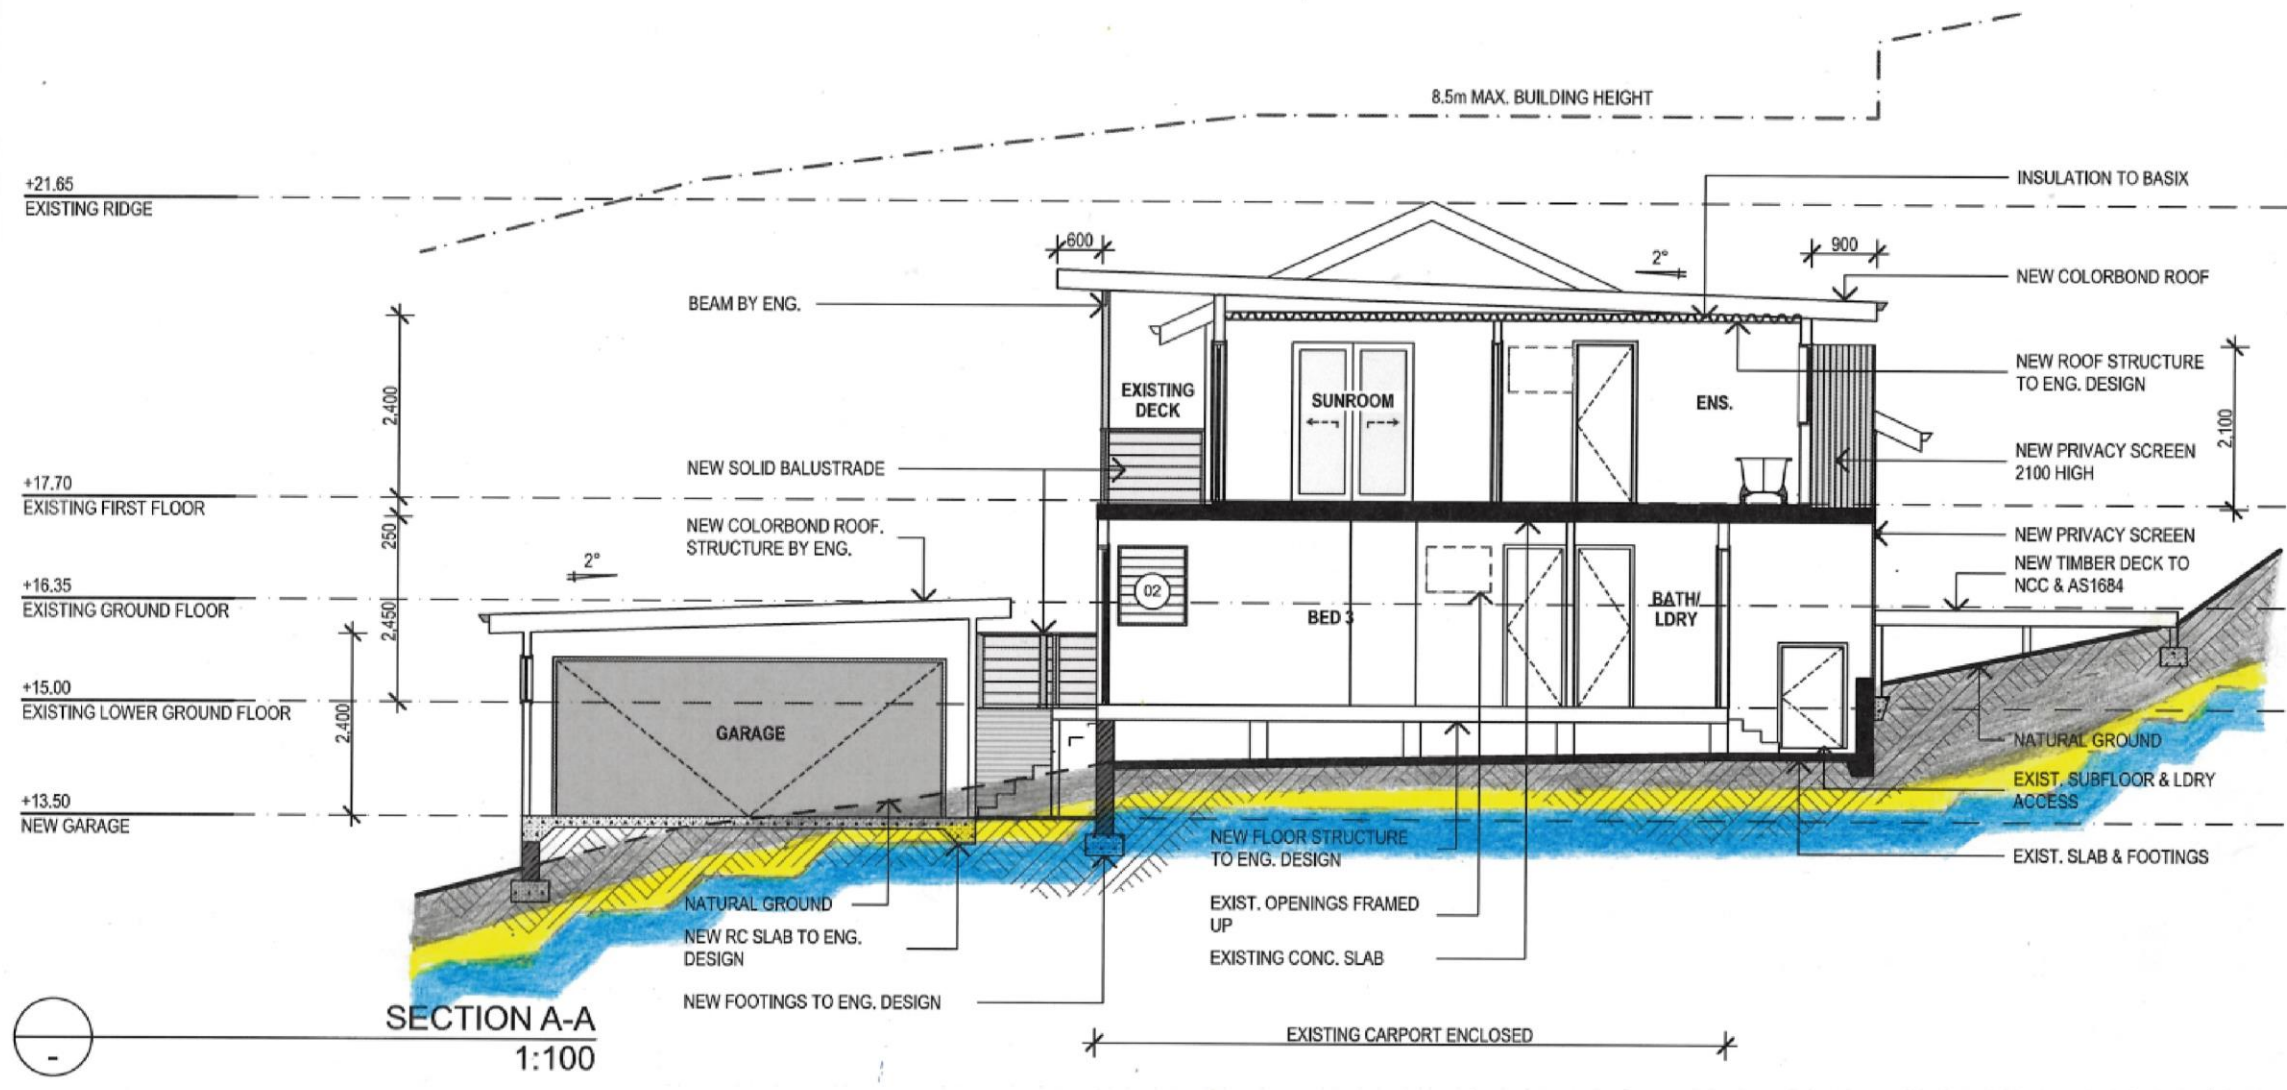 8.5m MAX. BUILDING HEIGHT
+21.65
EXISTING RIDGE
INSULATION TO BASIX
600
2°
900
NEW COLORBOND ROOF
BEAM BY ENG.
NEW ROOF STRUCTURE
TO ENG. DESIGN
2,400
EXISTING
DECK
SUNROOM
ENS.
2,100
NEW PRIVACY SCREEN
2100 HIGH
NEW SOLID BALUSTRADE
+17.70
EXISTING FIRST FLOOR
250
NEW COLORBOND ROOF.
STRUCTURE BY ENG.
NEW PRIVACY SCREEN
NEW TIMBER DECK TO
NCC & AS1684
2°
+16.35
EXISTING GROUND FLOOR
2,450
02
BED 3
BATH/
LDRY
+15.00
EXISTING LOWER GROUND FLOOR
2,400
GARAGE
NATURAL GROUND
EXIST. SUBFLOOR & LDRY
ACCESS
+13.50
NEW GARAGE
NEW FLOOR STRUCTURE
TO ENG. DESIGN
EXIST. SLAB & FOOTINGS
NATURAL GROUND
EXIST. OPENINGS FRAMED
UP
NEW RC SLAB TO ENG.
DESIGN
EXISTING CONC. SLAB
NEW FOOTINGS TO ENG. DESIGN
SECTION A-A
EXISTING CARPORT ENCLOSED
-
1:100